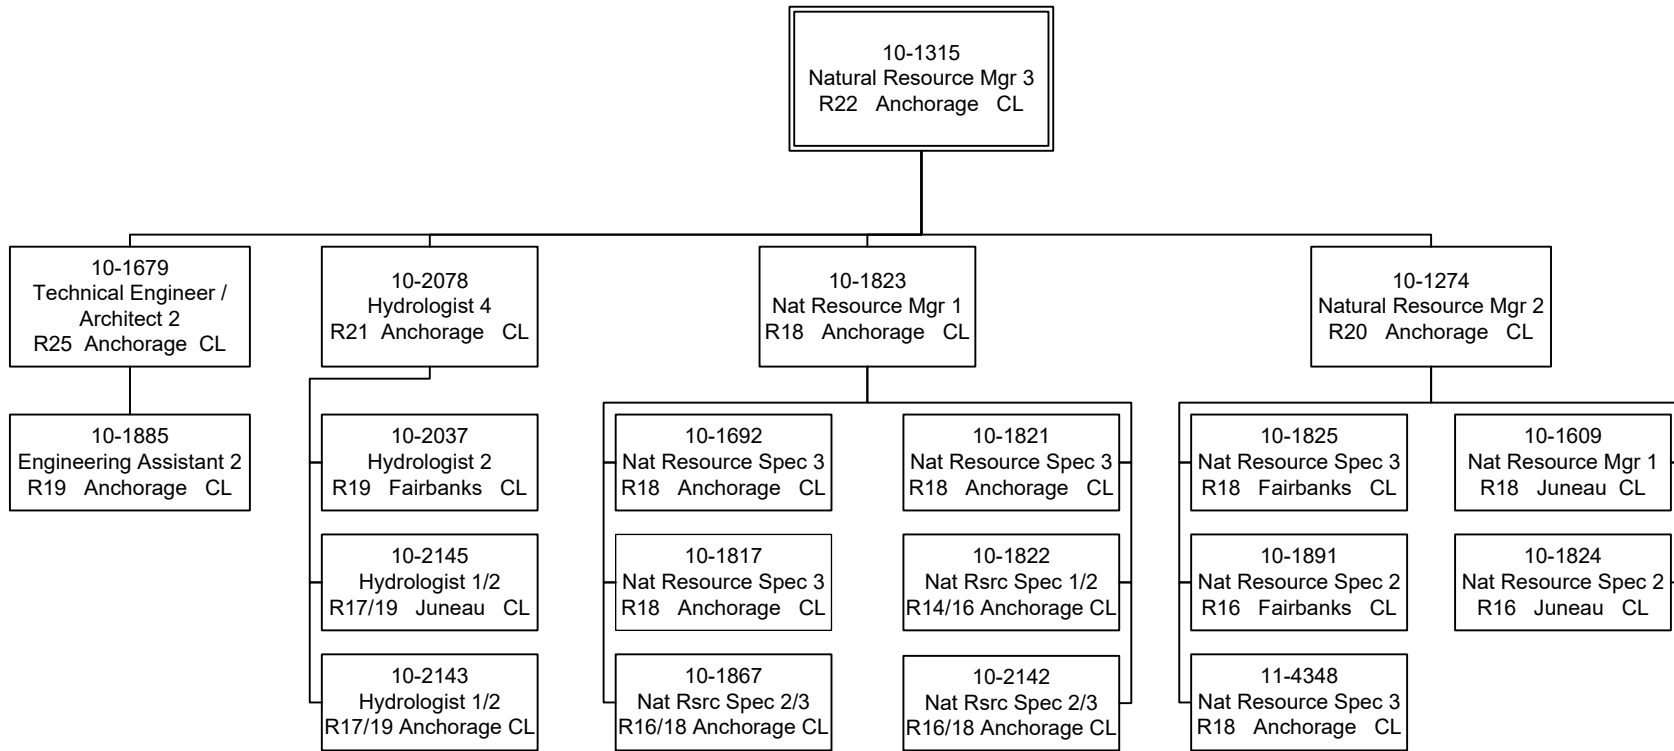 10-1315
Natural Resource Mgr 3
R22 Anchorage CL
10-1679
Technical Engineer /
Architect 2
R25 Anchorage CL
10-2078
Hydrologist 4
R21 Anchorage CL
10-1823
Nat Resource Mgr 1
R18 Anchorage CL
10-1274
Natural Resource Mgr 2
R20 Anchorage CL
10-1885
Engineering Assistant 2
R19 Anchorage CL
10-2037
Hydrologist 2
R19 Fairbanks CL
10-1692
Nat Resource Spec 3
R18 Anchorage CL
10-1821
Nat Resource Spec 3
R18 Anchorage CL
10-1825
Nat Resource Spec 3
R18 Fairbanks CL
10-1609
Nat Resource Mgr 1
R18 Juneau CL
10-2145
Hydrologist 1/2
R17/19 Juneau CL
10-1817
Nat Resource Spec 3
R18 Anchorage CL
10-1822
Nat Rsrc Spec 1/2
R14/16 Anchorage CL
10-1891
Nat Resource Spec 2
R16 Fairbanks CL
10-1824
Nat Resource Spec 2
R16 Juneau CL
10-2143
Hydrologist 1/2
R17/19 Anchorage CL
10-1867
Nat Rsrc Spec 2/3
R16/18 Anchorage CL
10-2142
Nat Rsrc Spec 2/3
R16/18 Anchorage CL
11-4348
Nat Resource Spec 3
R18 Anchorage CL